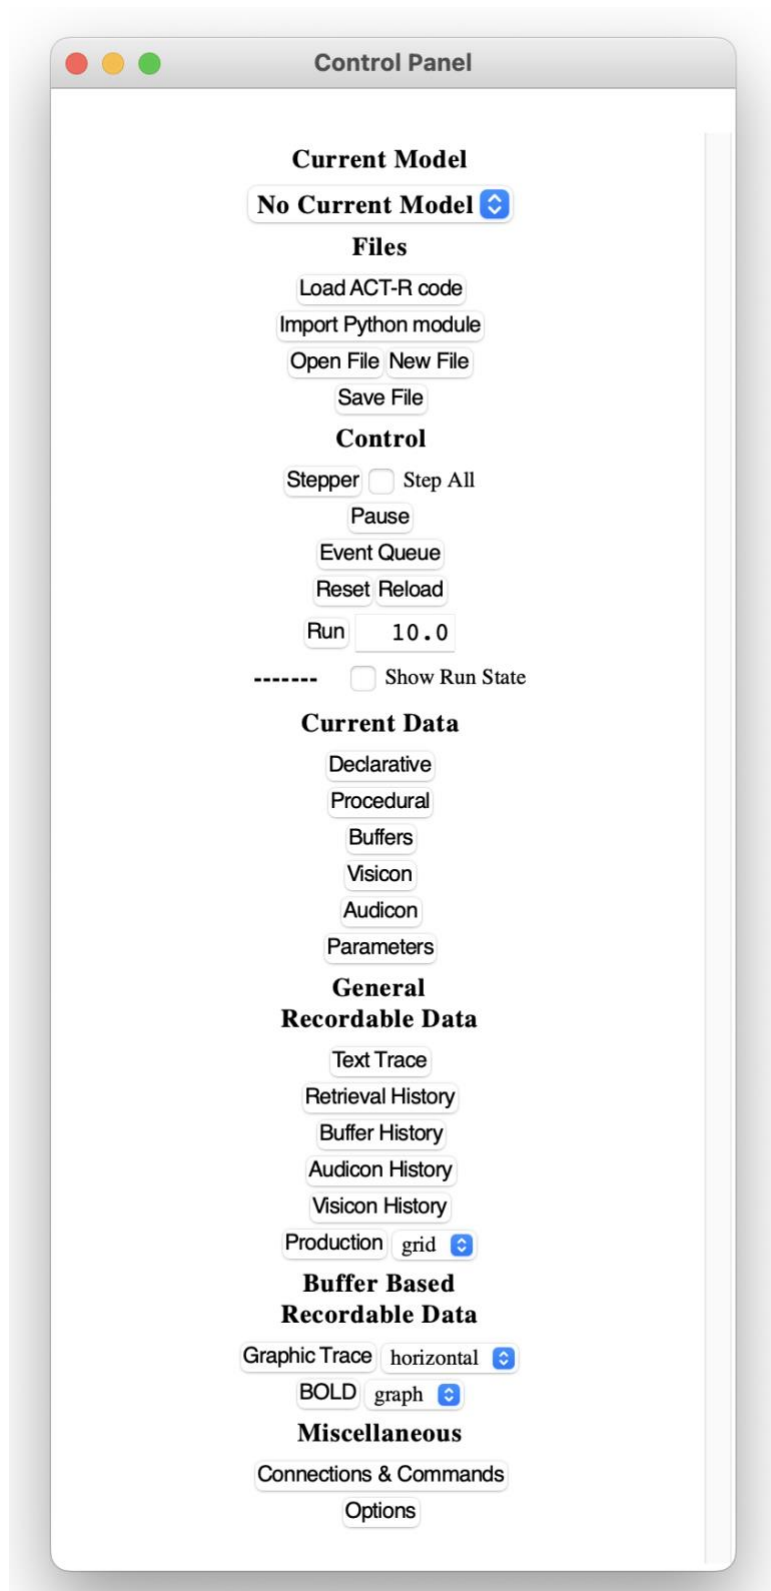 Control Panel
Current Model
No Current Model
Files
Load ACT-R code
Import Python module
Open File New File
Save File
Control
Stepper Step All
Pause
Event Queue
Reset Reload
Run 10.0
------- Show Run State
Current Data
Declarative
Procedural
Buffers
Visicon
Audicon
Parameters
General
Recordable Data
Text Trace
Retrieval History
Buffer History
Audicon History
Visicon History
Production grid
Buffer Based
Recordable Data
Graphic Trace horizontal
BOLD graph
Miscellaneous
Connections & Commands
Options